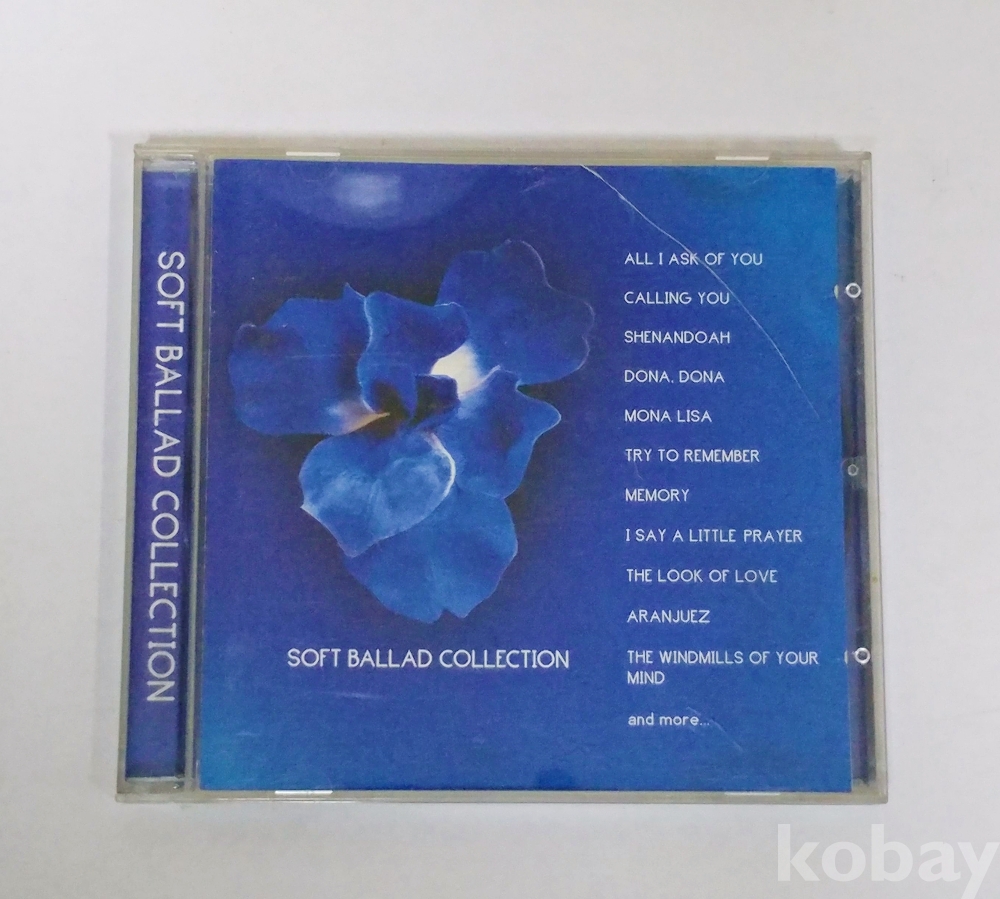 SOFT BALLAD COLLECTION
ALL I ASK OF YOU
CALLING YOU
SHENANDOAH
DONA, DONA
MONA LISA
TRY TO REMEMBER
MEMORY
I SAY A LITTLE PRAYER
THE LOOK OF LOVE
ARANJUEZ
THE WINDMILLS OF YOUR
MIND
and more...
SOFT BALLAD COLLECTION
kobay